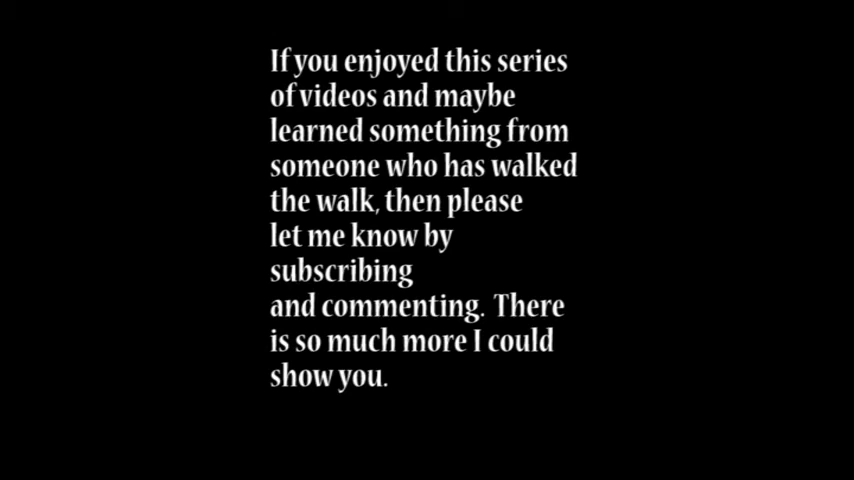 If you enjoyed this series
of videos and maybe
learned something from
someone who has walked
the walk, then please
let me know by
subscribing
and commenting.  There
is so much more I could
show you.